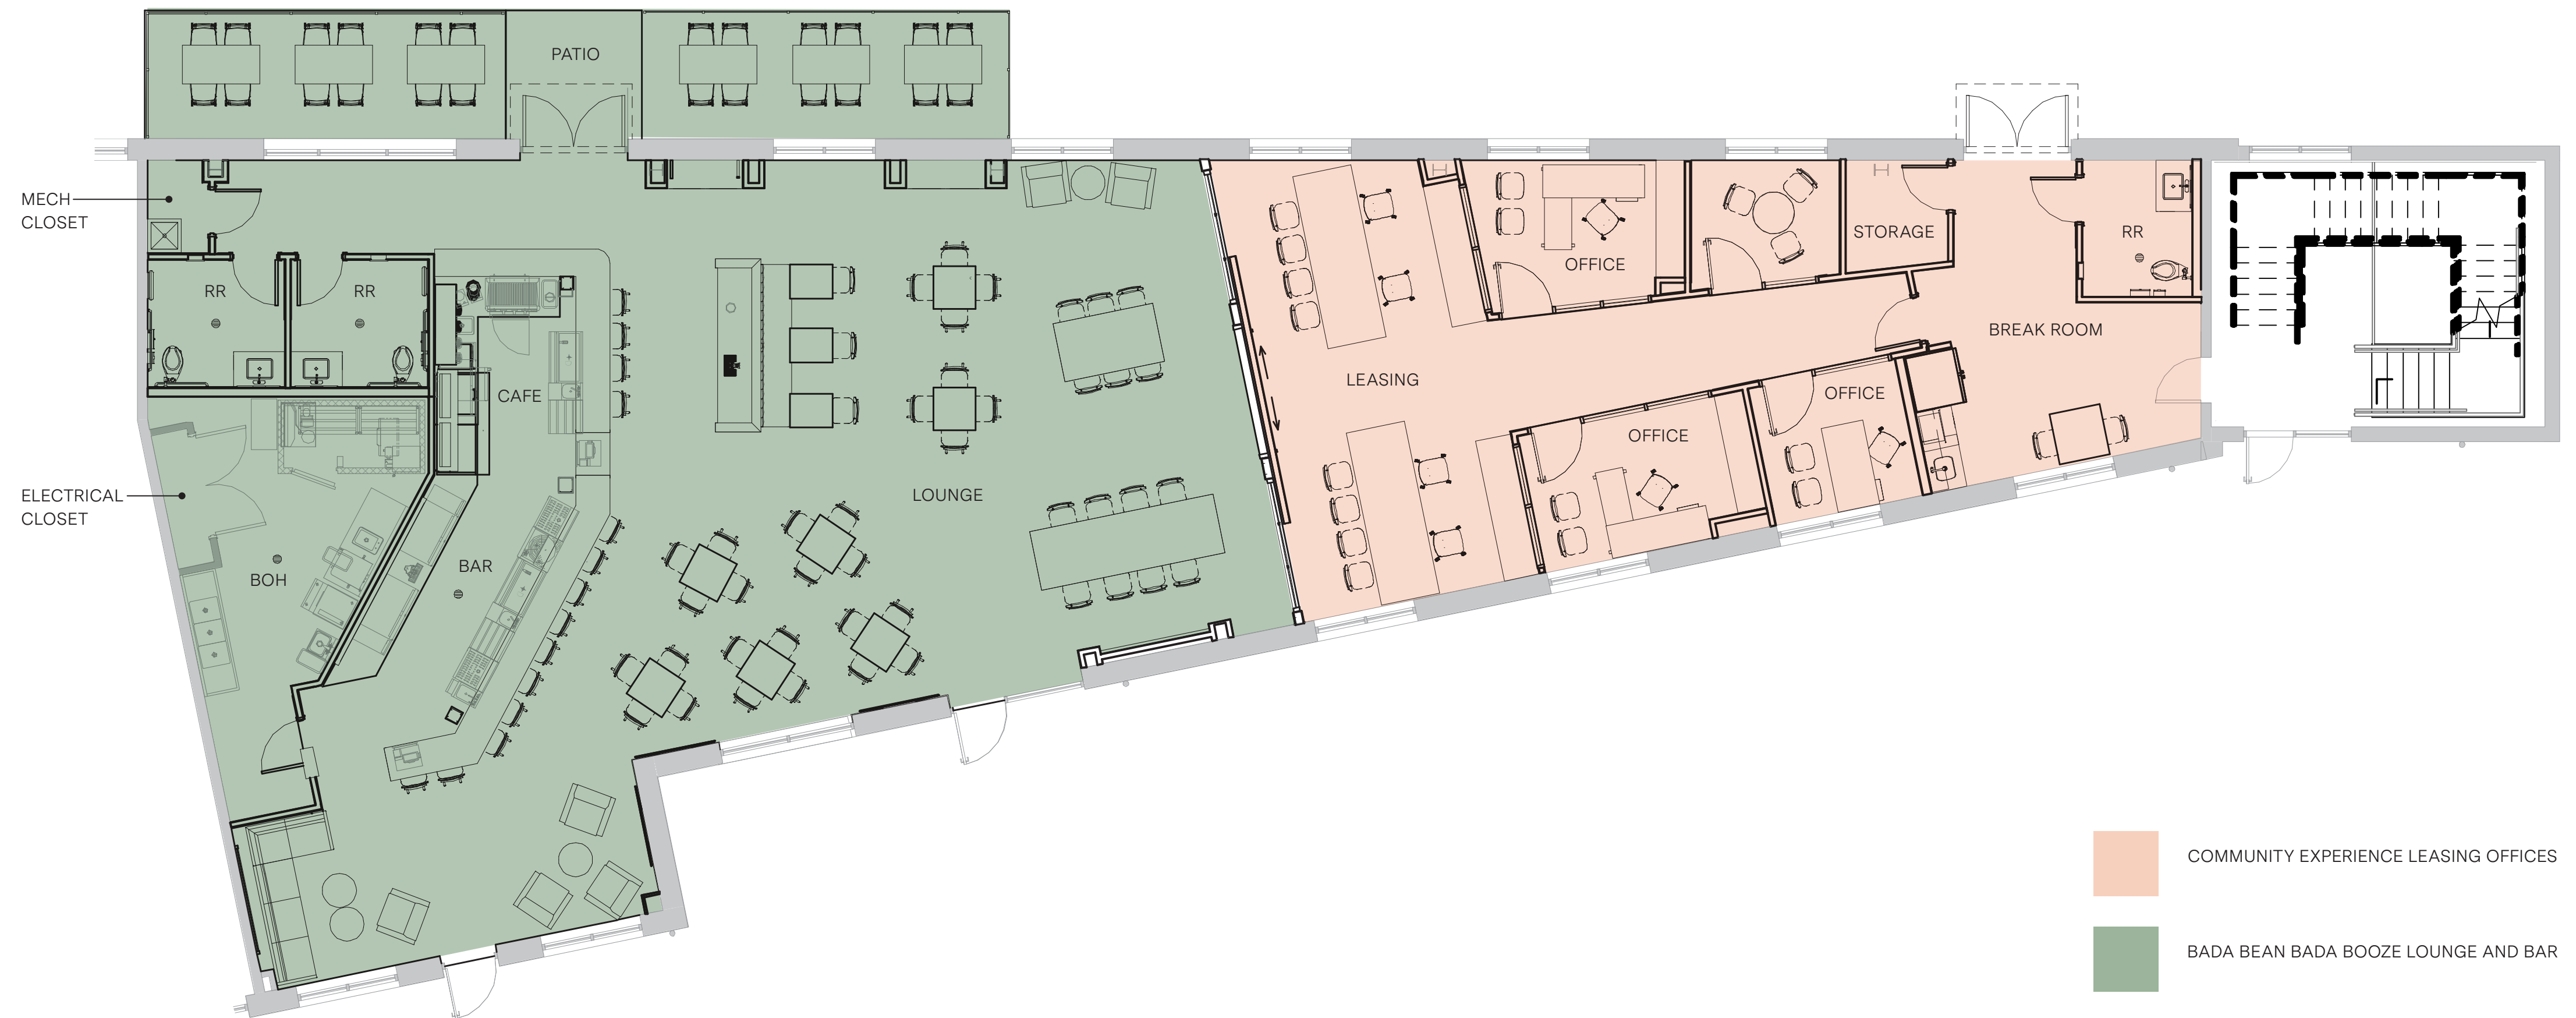 PATIO
MECH
CLOSET
RR
RR
STORAGE
RR
OFFICE
BREAK ROOM
CAFE
LEASING
OFFICE
OFFICE
ELECTRICAL
CLOSET
LOUNGE
BAR
BOH
COMMUNITY EXPERIENCE LEASING OFFICES
BADA BEAN BADA BOOZE LOUNGE AND BAR